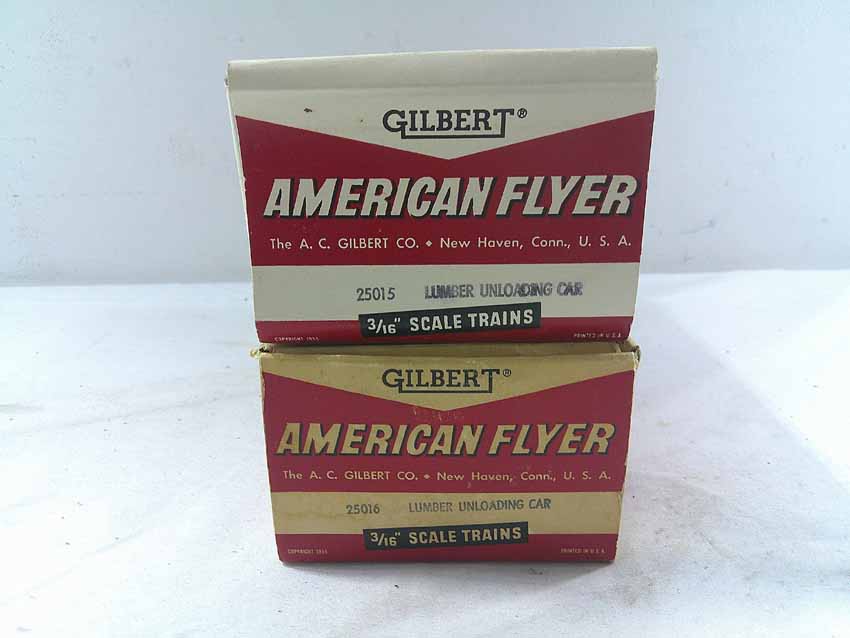 GILBERT®
AMERICAN FLYER
The A. C. GILBERT CO. • New Haven, Conn., U. S. A.
25015 LUMBER UNLOADING CAR
3/16" SCALE TRAINS
COPYRIGHT PRINTED IN U.S.A.
GILBERT®
AMERICAN FLYER
The A. C. GILBERT CO. • New Haven, Conn., U. S. A.
25016 LUMBER UNLOADING CAR
3/16" SCALE TRAINS
COPYRIGHT PRINTED IN U.S.A.